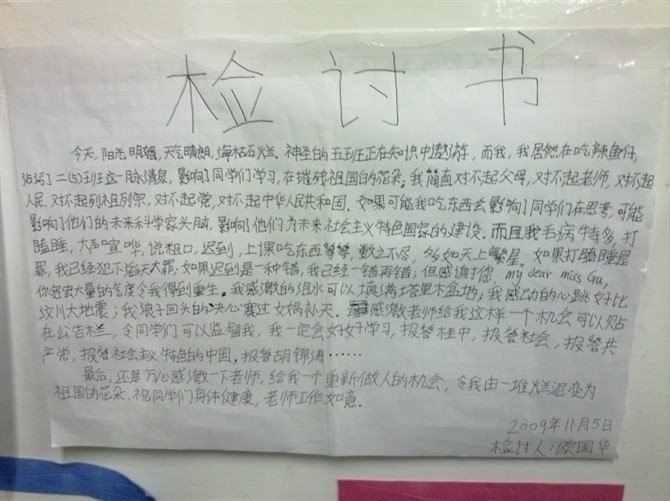 检讨书
今天,阳光明媚,天气晴朗,海枯石烂。神圣的五班正在知识中遨游,而我,我居然在吃辣鱼仔,
沾污了二(5)班这一脉清泉,影响了同学们学习,在摧残祖国的花朵;我简直对不起父母,对不起老师,对不起
人民,对不起列祖列宗,对不起党,对不起中华人民共和国,如果可能我吃东西会影响了同学们在思考,可能
影响了他们的未来科学家头脑,影响了他们为未来社会主义特色国家的建设。而且我毛病特多,打
瞌睡,大声喧哗,说粗口,迟到,上课吃东西等等,数之不尽,多如天上繁星。如果打瞌睡是
罪,我已经犯下滔天大罪;如果迟到是一种错,我已经一错再错;但感谢您 my dear miss Gu,
你宽宏大量的气度令我得到重生。我感激的泪水可以填满塔里木盆地;我感动的心跳好比
汶川大地震;我浪子回头的决心赛过女娲补天。感激老师给我这样一个机会可以贴
在公告栏,令同学们可以监督我,我一定会好好学习,报答桂中,报答社会,报答共
产党,报答社会主义特色的中国,报答胡锦涛……
最后,还是万心感激一下老师,给我一个重新做人的机会,令我由一堆烂泥变为
祖国的花朵,祝同学们身体健康,老师工作如意.
2009年11月5日
检讨人:欧国华